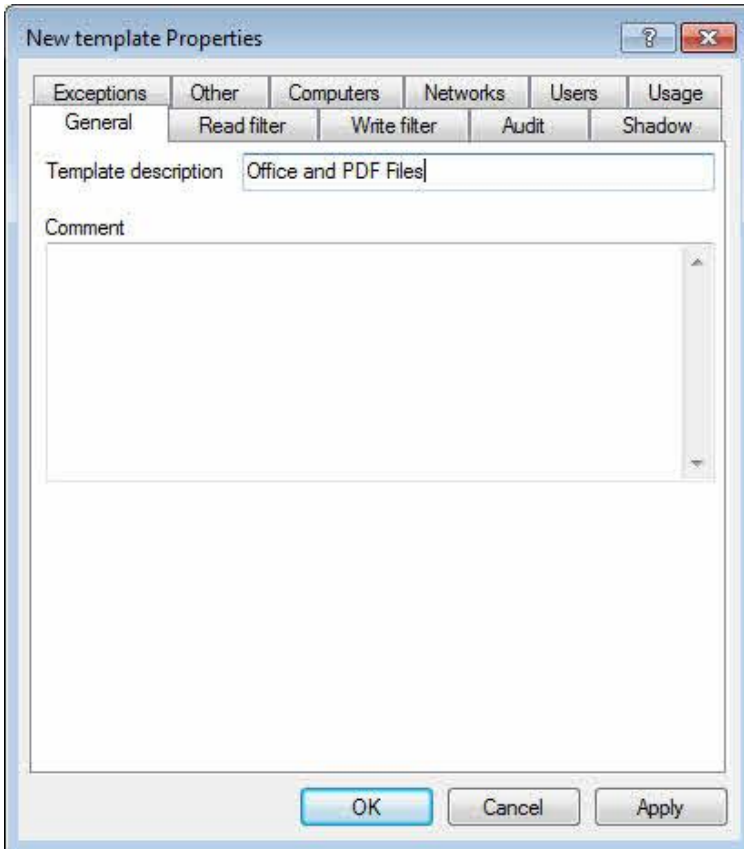 New template Properties
Exceptions Other Computers Networks Users Usage
General Read filter Write filter Audit Shadow
Template description Office and PDF Files
Comment
OK Cancel Apply